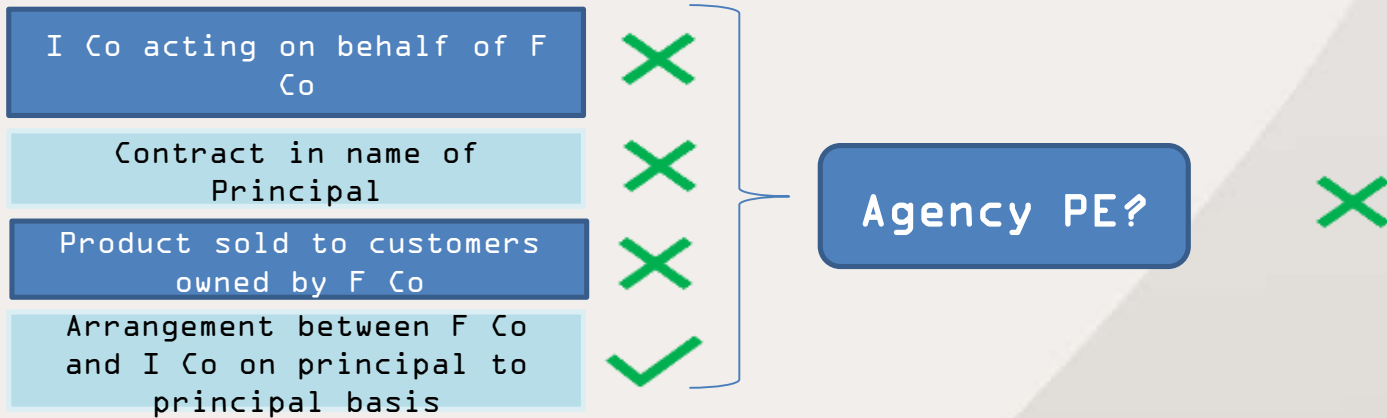 I Co acting on behalf of F
Co
Contract in name of
Principal
Product sold to customers
owned by F Co
Arrangement between F Co
and I Co on principal to
principal basis
Agency PE?